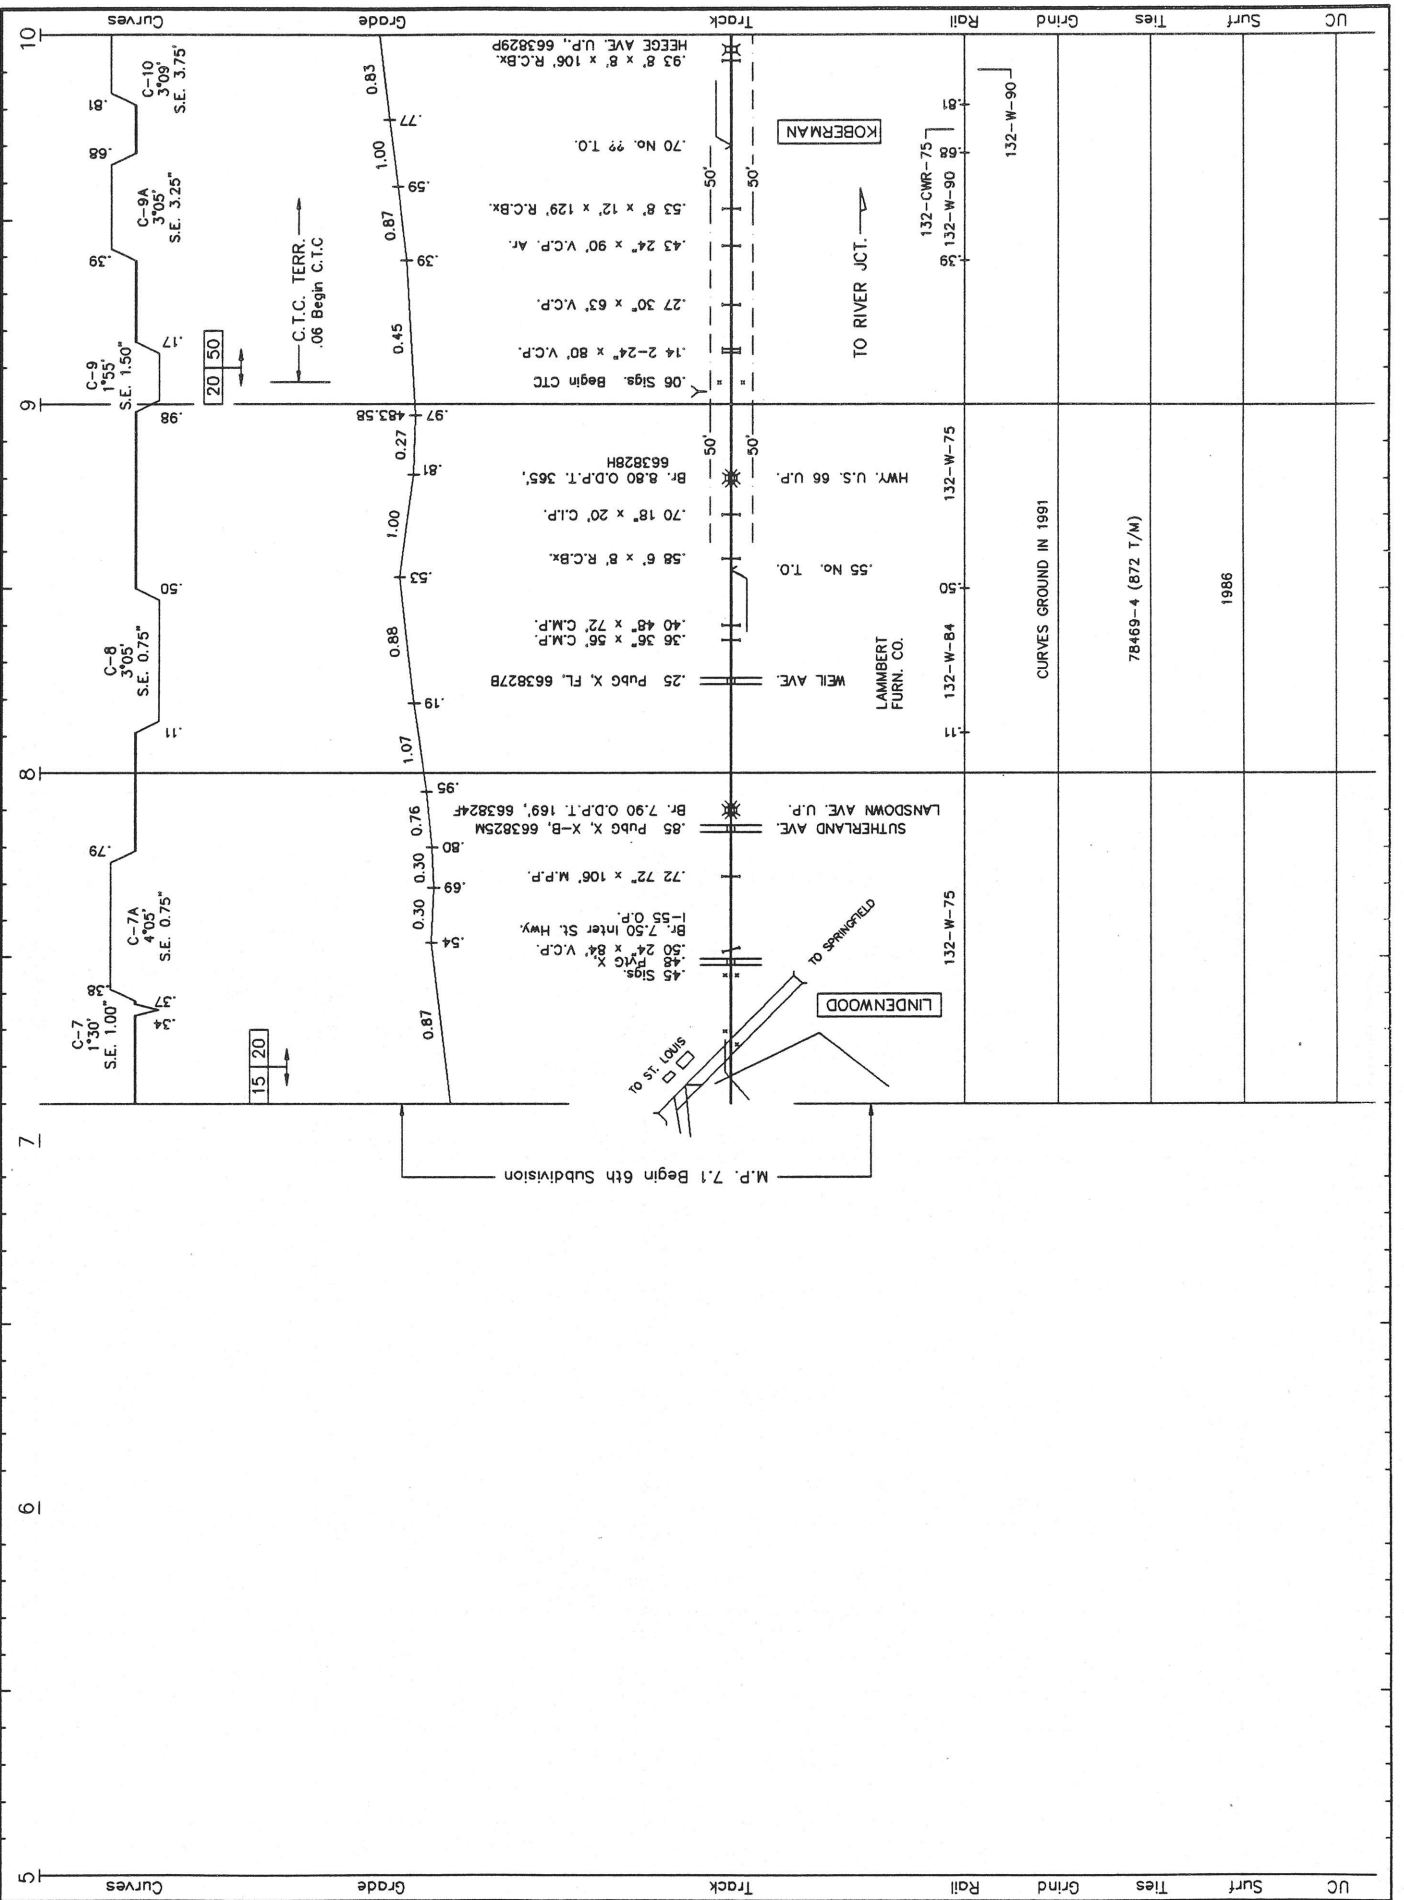 Curves
Grade
Track
Rail
Grind
Ties
Surf
UC
10
9
8
7
6
5
C-10
3°09'
S.E. 3.75"
.81
.68
C-9A
3°05'
S.E. 3.25"
.39
.17
C-9
1°55'
S.E. 1.50"
.98
.50
C-8
3°05'
S.E. 0.75"
.11
.79
C-7A
4°05'
S.E. 0.75"
.38
.37
.34
C-7
1°30'
S.E. 1.00"
20 50
15 20
C.T.C. TERR.
.06 Begin C.T.C
0.83
.77
1.00
.59
0.87
.39
0.45
.97 483.58
0.27
.81
1.00
.53
0.88
.19
1.07
.95
0.76
.80
0.30
.69
0.30
.54
0.87
HEEGE AVE. U.P., 663829P
.93 8' x 8' x 106' R.C.Bx.
.70 No. ?? T.O.
.53 8' x 12' x 129' R.C.Bx.
.43 24" x 90' V.C.P. Ar.
.27 30" x 63' V.C.P.
.14 2-24" x 80' V.C.P.
.06 Sigs. Begin CTC
Br. 8.80 O.D.P.T. 365',
663828H
.70 18" x 20' C.I.P.
.58 6' x 8' R.C.Bx.
.40 48" x 72' C.M.P.
.36 36" x 56' C.M.P.
.25 PubG X, FL, 663827B
Br. 7.90 O.D.P.T. 169', 663824F
.85 PubG X, X-B, 663825M
.72 72" x 106' M.P.P.
Br. 7.50 Inter St. Hwy.
I-55 O.P.
.50 24" x 84' V.C.P.
.48 PvtG X,
.45 Sigs.
50'
50'
50'
50'
KOBERMAN
TO RIVER JCT.
HWY. U.S. 66 U.P.
.55 No. T.O.
WEIL AVE.
LAMMBERT
FURN. CO.
LANSDOWN AVE. U.P.
SUTHERLAND AVE.
TO SPRINGFIELD
TO ST. LOUIS
LINDENWOOD
M.P. 7.1 Begin 6th Subdivision
132-W-90
.81
132-CWR-75
.68
132-W-90
.39
132-W-75
.50
132-W-84
.11
132-W-75
CURVES GROUND IN 1991
78469-4 (872 T/M)
1986
Curves
Grade
Track
Rail
Grind
Ties
Surf
UC